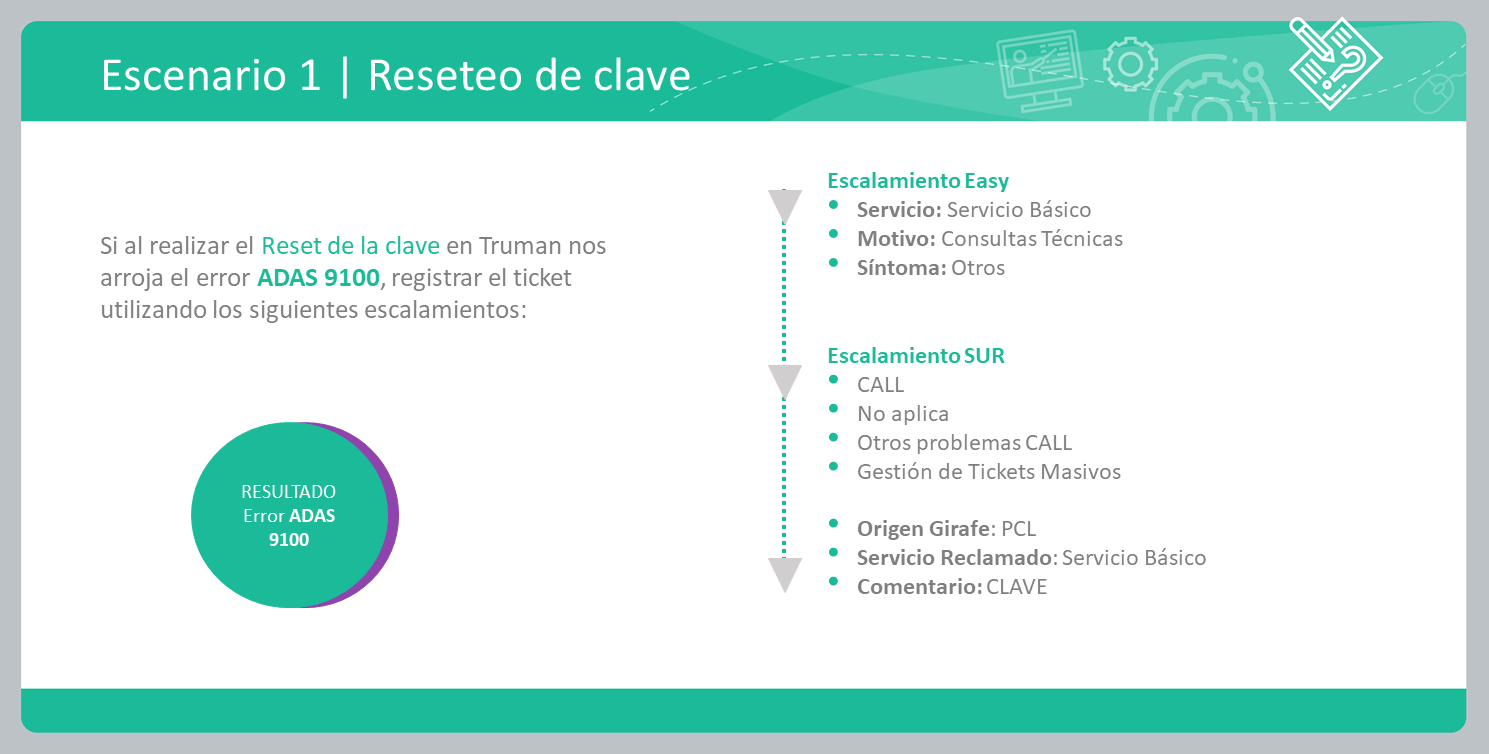 Escenario 1 | Reseteo de clave
Si al realizar el Reset de la clave en Truman nos
arroja el error ADAS 9100, registrar el ticket
utilizando los siguientes escalamientos:
RESULTADO
Error ADAS
9100
Escalamiento Easy
• Servicio: Servicio Básico
• Motivo: Consultas Técnicas
• Síntoma: Otros
Escalamiento SUR
• CALL
• No aplica
• Otros problemas CALL
• Gestión de Tickets Masivos
• Origen Girafe: PCL
• Servicio Reclamado: Servicio Básico
• Comentario: CLAVE